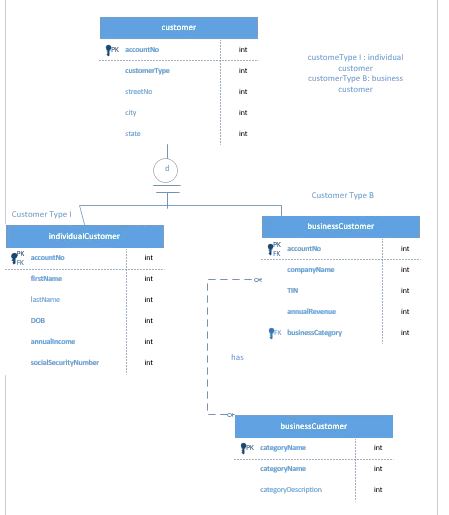 customer
PK accountNo int
customerType int
streetNo int
city int
state int
customeType I : individual
customer
customerType B: business
customer
d
Customer Type I
Customer Type B
individualCustomer
PK
FK accountNo int
firstName int
lastName int
DOB int
annualIncome int
socialSecurityNumber int
businessCustomer
PK
FK accountNo int
companyName int
TIN int
annualRevenue int
FK businessCategory int
has
businessCustomer
PK categoryName int
categoryName int
categoryDescription int